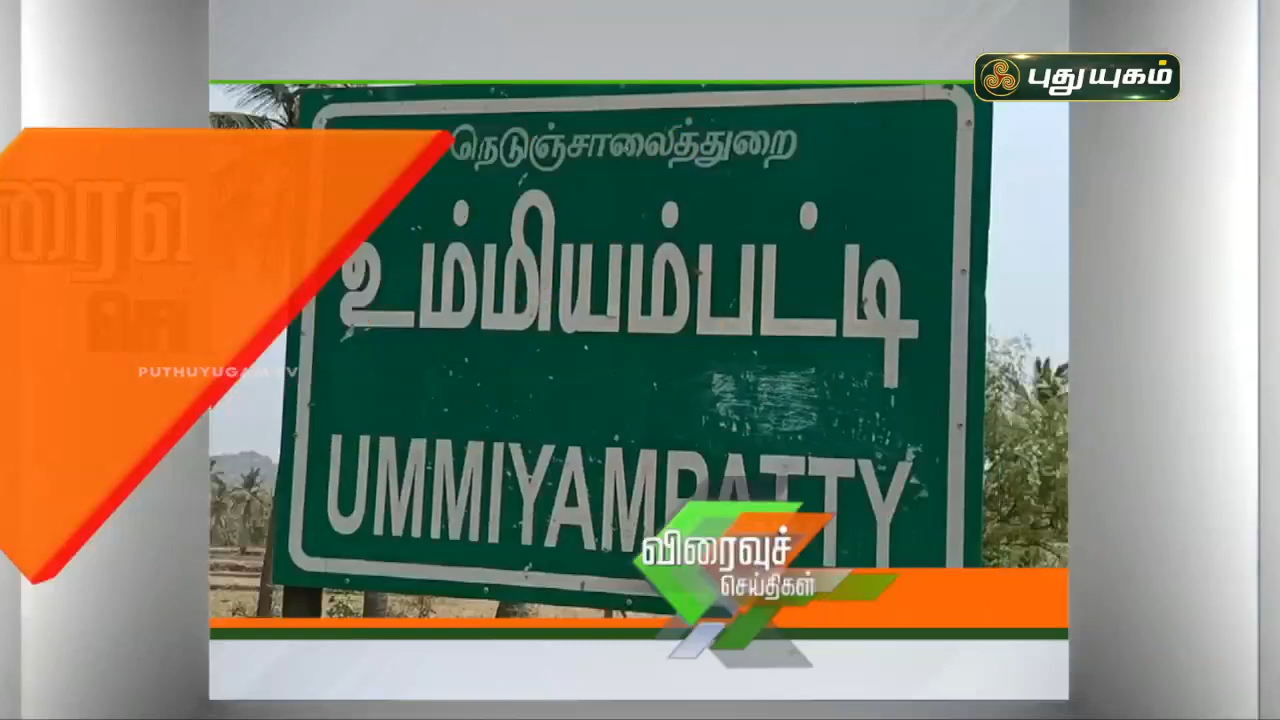 புதுயுகம்
நெடுஞ்சாலைத்துறை
உம்மியம்பட்டி
PUTHUYUGAM TV
UMMIYAMPATTY
விரைவுச்
செய்திகள்